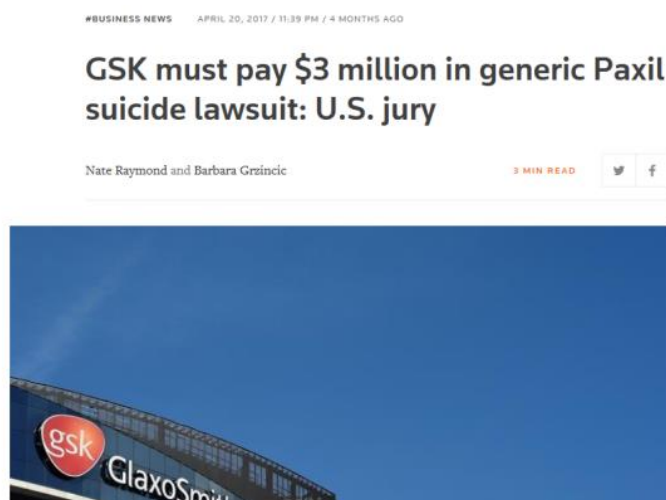 #BUSINESS NEWS APRIL 20, 2017 / 11:39 PM / 4 MONTHS AGO
GSK must pay $3 million in generic Paxil
suicide lawsuit: U.S. jury
Nate Raymond and Barbara Grzincic 3 MIN READ
gsk
GlaxoSmith